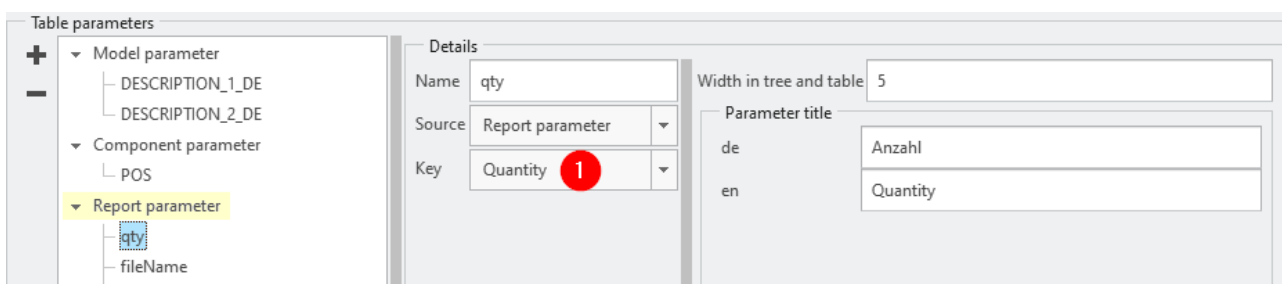 Table parameters
Model parameter
DESCRIPTION_1_DE
DESCRIPTION_2_DE
Component parameter
POS
Report parameter
qty
fileName
Details
Name qty
Source Report parameter
Key Quantity 1
Width in tree and table 5
Parameter title
de Anzahl
en Quantity